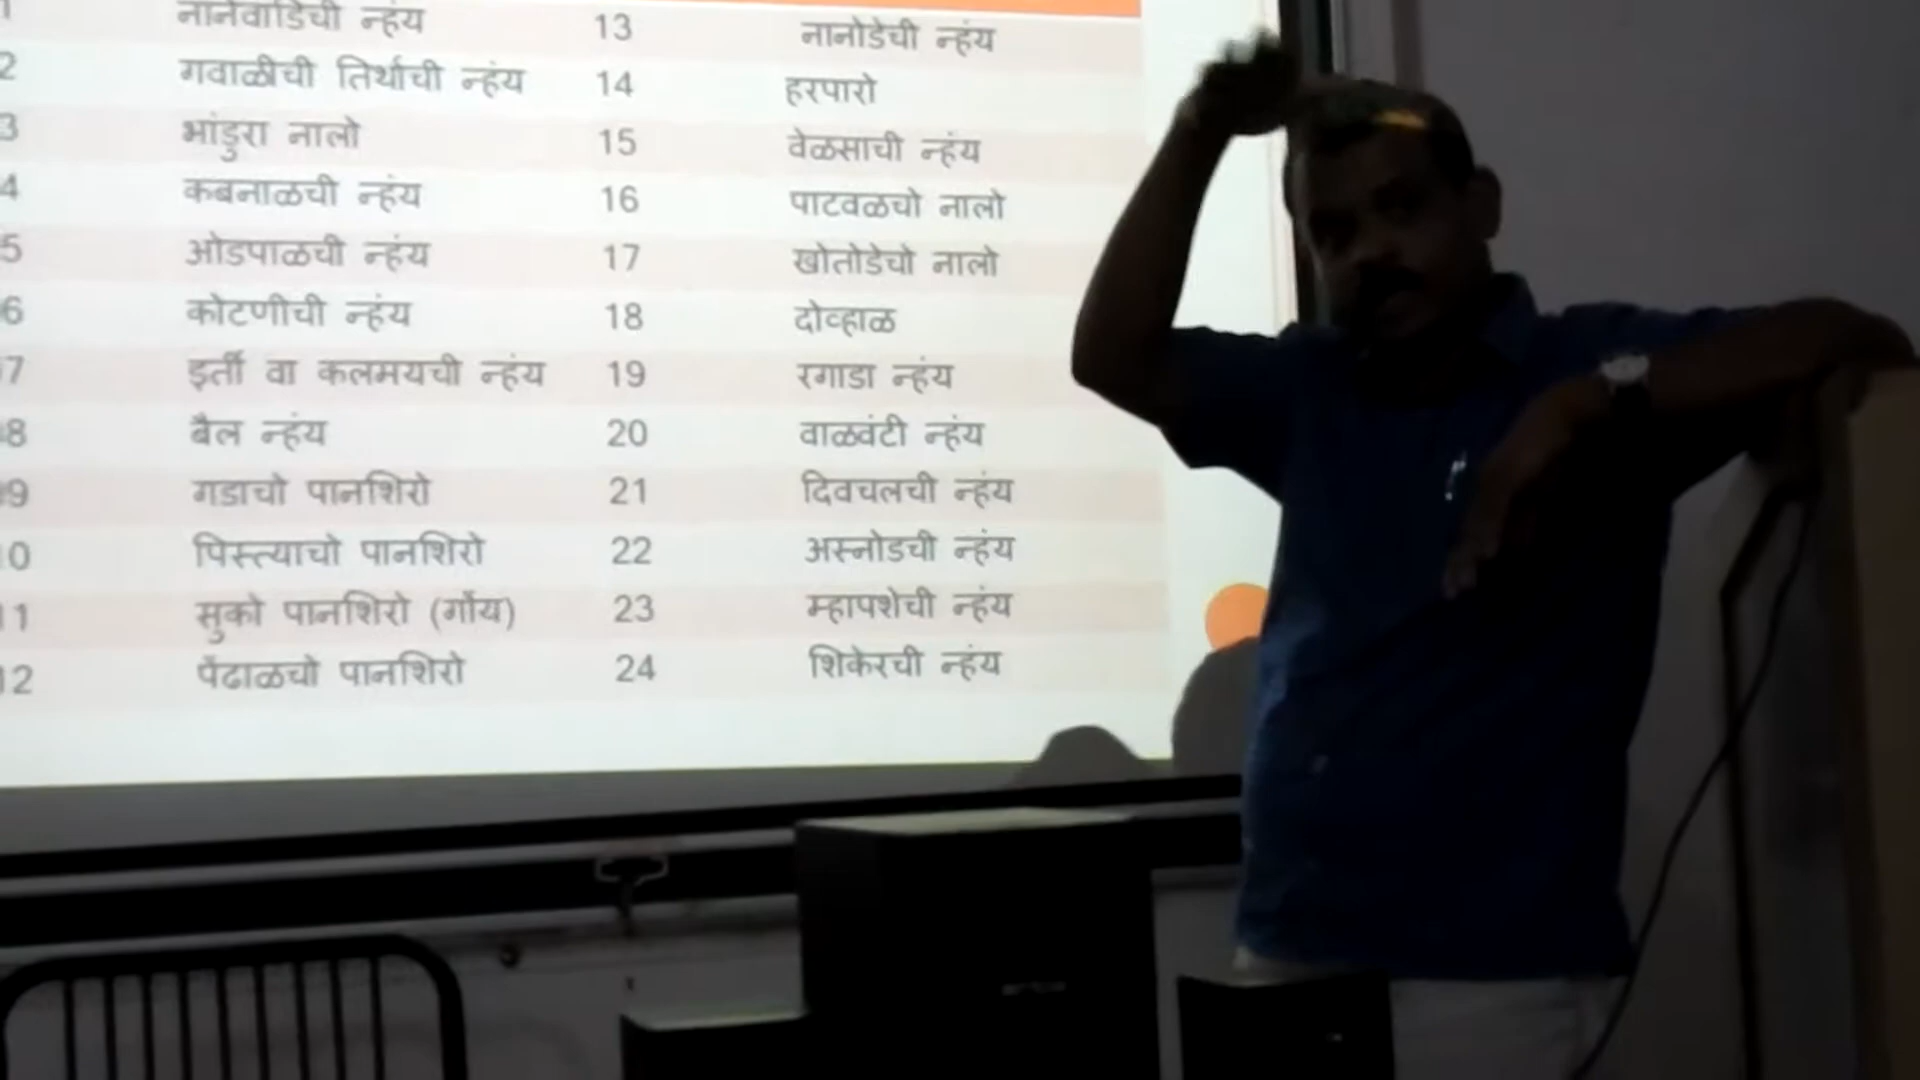 1 नानेवाडिची न्हंय 13 नानोडेची न्हंय
2 गवाळीची तिर्थाची न्हंय 14 हरपारो
3 भांडुरा नालो 15 वेळसाची न्हंय
4 कबनाळची न्हंय 16 पाटवळचो नालो
5 ओडपाळची न्हंय 17 खोतोडेचो नालो
6 कोटणीची न्हंय 18 दोव्हाळ
7 इर्ती वा कलमयची न्हंय 19 रगाडा न्हंय
8 बैल न्हंय 20 वाळवंटी न्हंय
9 गडाचो पानशिरो 21 दिवचलची न्हंय
10 पिस्त्याचो पानशिरो 22 अस्नोडची न्हंय
11 सुको पानशिरो (गोंय) 23 म्हापशेची न्हंय
12 पेंढाळचो पानशिरो 24 शिकेरची न्हंय